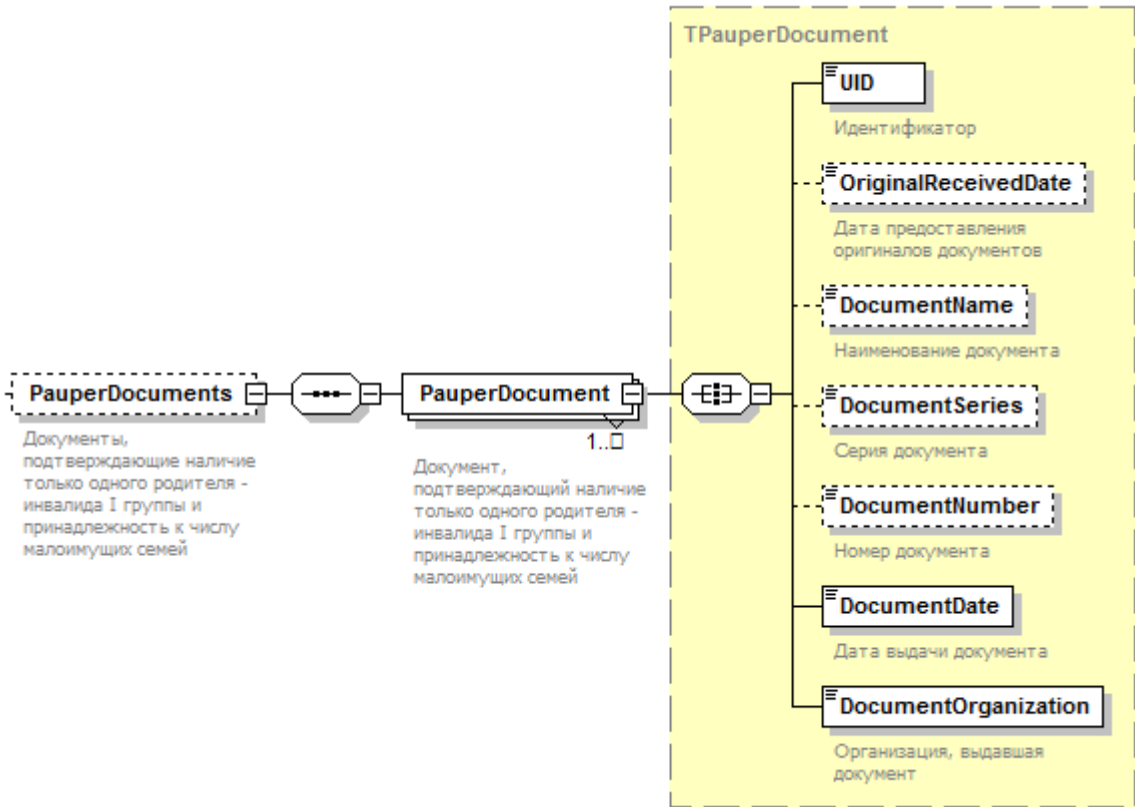 TPauperDocument
UID
Идентификатор
OriginalReceivedDate
Дата предоставления
оригиналов документов
DocumentName
Наименование документа
PauperDocuments
Документы,
подтверждающие наличие
только одного родителя -
инвалида I группы и
принадлежность к числу
малоимущих семей
PauperDocument
1..□
Документ,
подтверждающий наличие
только одного родителя -
инвалида I группы и
принадлежность к числу
малоимущих семей
DocumentSeries
Серия документа
DocumentNumber
Номер документа
DocumentDate
Дата выдачи документа
DocumentOrganization
Организация, выдавшая
документ